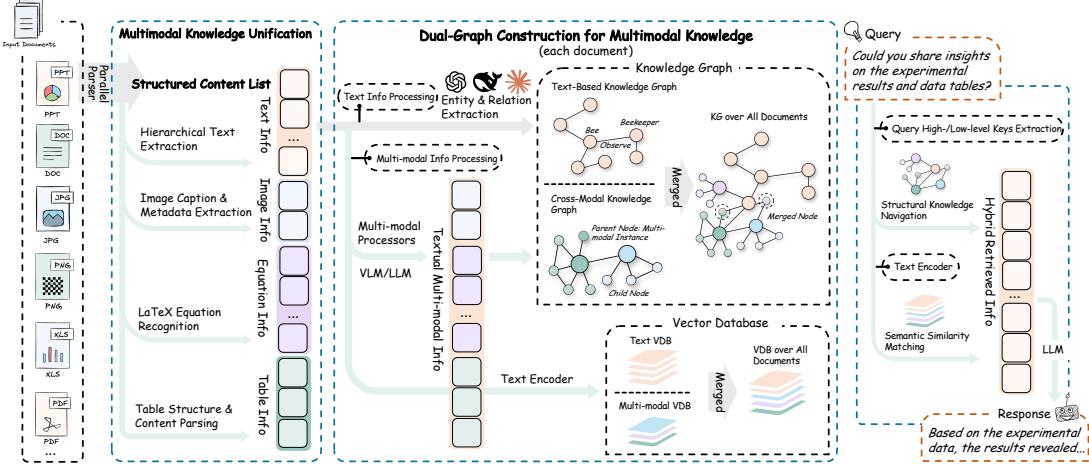 Input Documents
PPT
PPT
DOC
DOC
JPG
JPG
PNG
PNG
XLS
XLS
PDF
PDF
...
Parallel
Parser
Multimodal Knowledge Unification
Structured Content List
Hierarchical Text
Extraction
Image Caption &
Metadata Extraction
LaTeX Equation
Recognition
Table Structure &
Content Parsing
Text Info
Image Info
Equation Info
Table Info
...
...
Dual-Graph Construction for Multimodal Knowledge
(each document)
Text Info Processing
Entity & Relation
Extraction
Multi-modal Info Processing
Multi-modal
Processors
VLM/LLM
Textual Multi-modal Info
...
Text Encoder
Knowledge Graph
Text-Based Knowledge Graph
Bee
Observe
Beekeeper
Cross-Modal Knowledge
Graph
Parent Node: Multi-
modal Instance
Child Node
Merged
KG over All Documents
Merged Node
Vector Database
Text VDB
Multi-modal VDB
Merged
VDB over All
Documents
Query
Could you share insights
on the experimental
results and data tables?
Query High-/Low-level Keys Extraction
Structural Knowledge
Navigation
Text Encoder
Semantic Similarity
Matching
Hybrid Retrieved Info
...
LLM
Response
Based on the experimental
data, the results revealed...